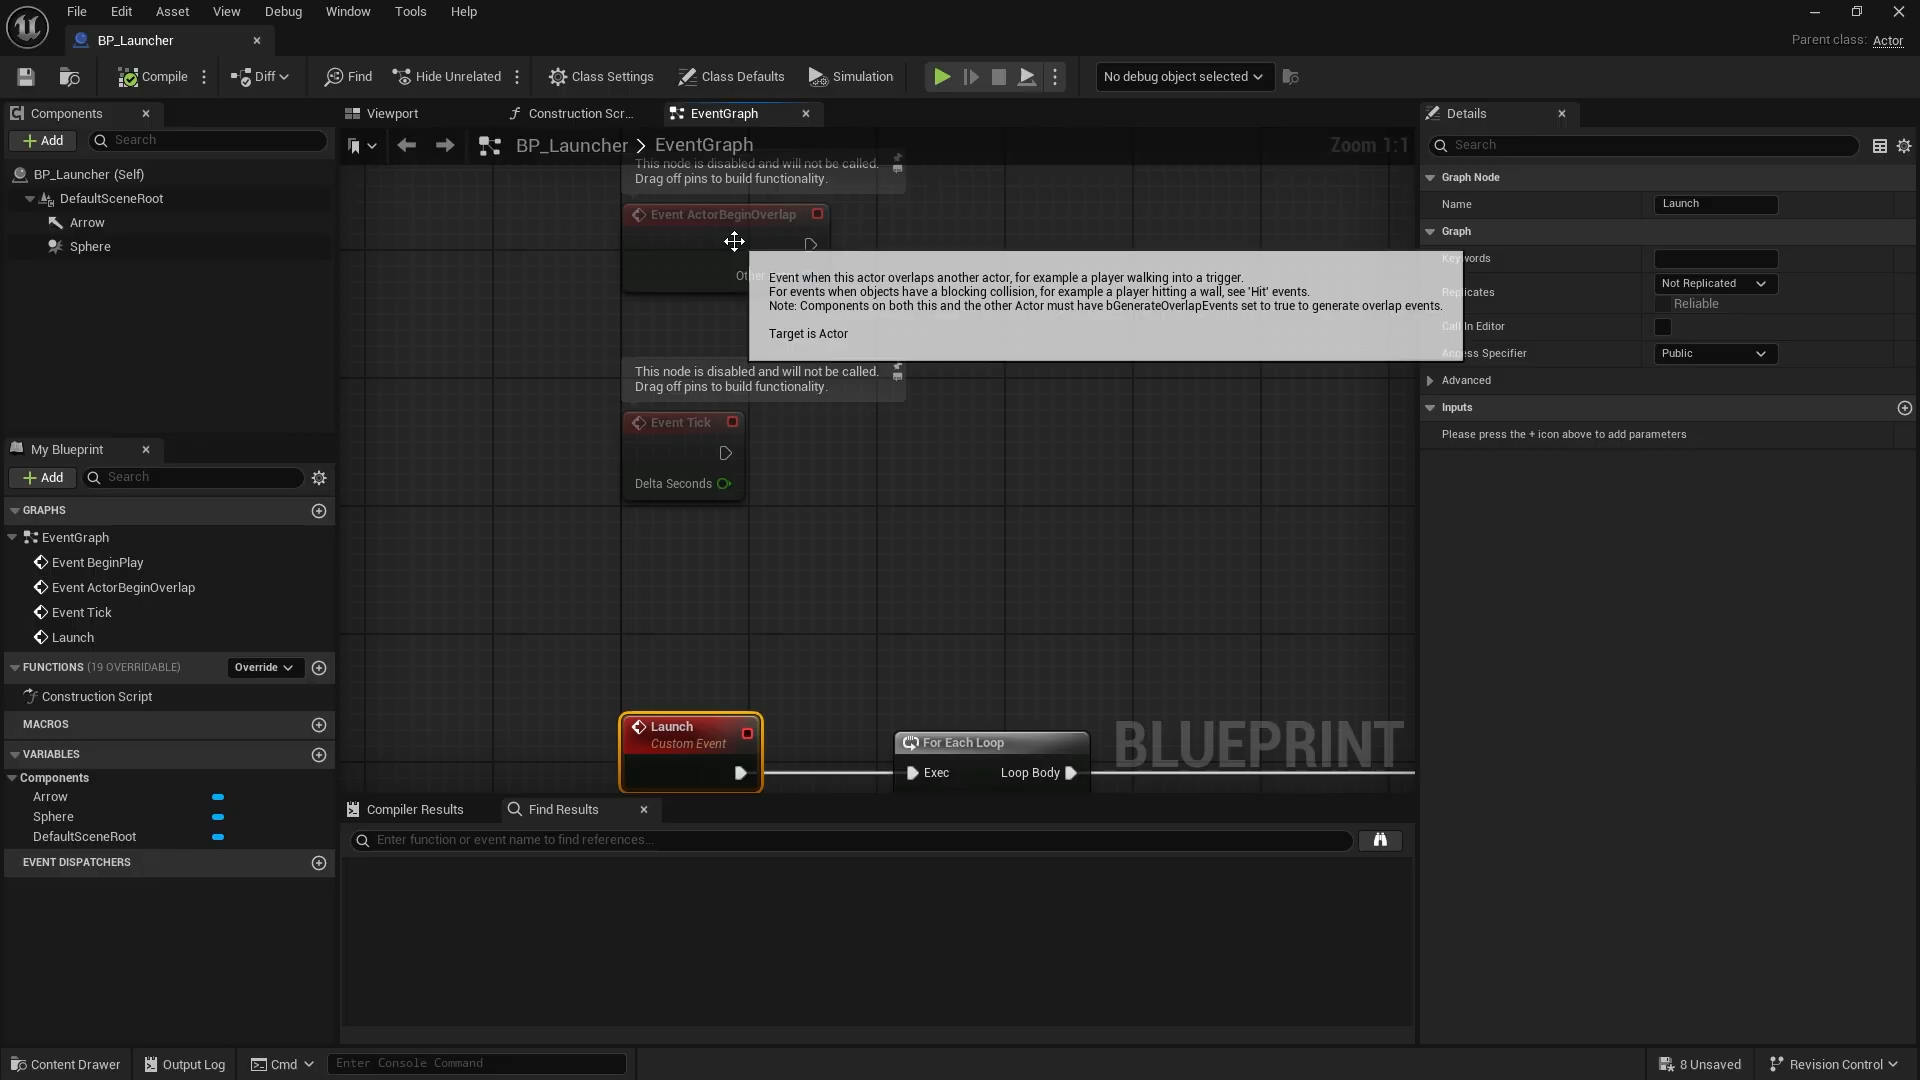 File Edit Asset View Debug Window Tools Help
BP_Launcher
Parent class: Actor
Compile Diff Find Hide Unrelated Class Settings Class Defaults Simulation No debug object selected
Components
Add Search
BP_Launcher (Self)
DefaultSceneRoot
Arrow
Sphere
My Blueprint
Add Search
GRAPHS
EventGraph
Event BeginPlay
Event ActorBeginOverlap
Event Tick
Launch
FUNCTIONS (19 OVERRIDABLE) Override
Construction Script
MACROS
VARIABLES
Components
Arrow
Sphere
DefaultSceneRoot
EVENT DISPATCHERS
Viewport Construction Scr... EventGraph
BP_Launcher > EventGraph Zoom 1:1
This node is disabled and will not be called.
Drag off pins to build functionality.
Event ActorBeginOverlap
Event when this actor overlaps another actor, for example a player walking into a trigger.
For events when objects have a blocking collision, for example a player hitting a wall, see 'Hit' events.
Note: Components on both this and the other Actor must have bGenerateOverlapEvents set to true to generate overlap events.
Target is Actor
This node is disabled and will not be called.
Drag off pins to build functionality.
Event Tick
Delta Seconds
Launch
Custom Event
For Each Loop
Exec Loop Body
BLUEPRINT
Compiler Results Find Results
Enter function or event name to find references...
Details
Search
Graph Node
Name Launch
Graph
Keywords
Replicates Not Replicated
Reliable
Call In Editor
Access Specifier Public
Advanced
Inputs
Please press the + icon above to add parameters
Content Drawer Output Log Cmd Enter Console Command 8 Unsaved Revision Control